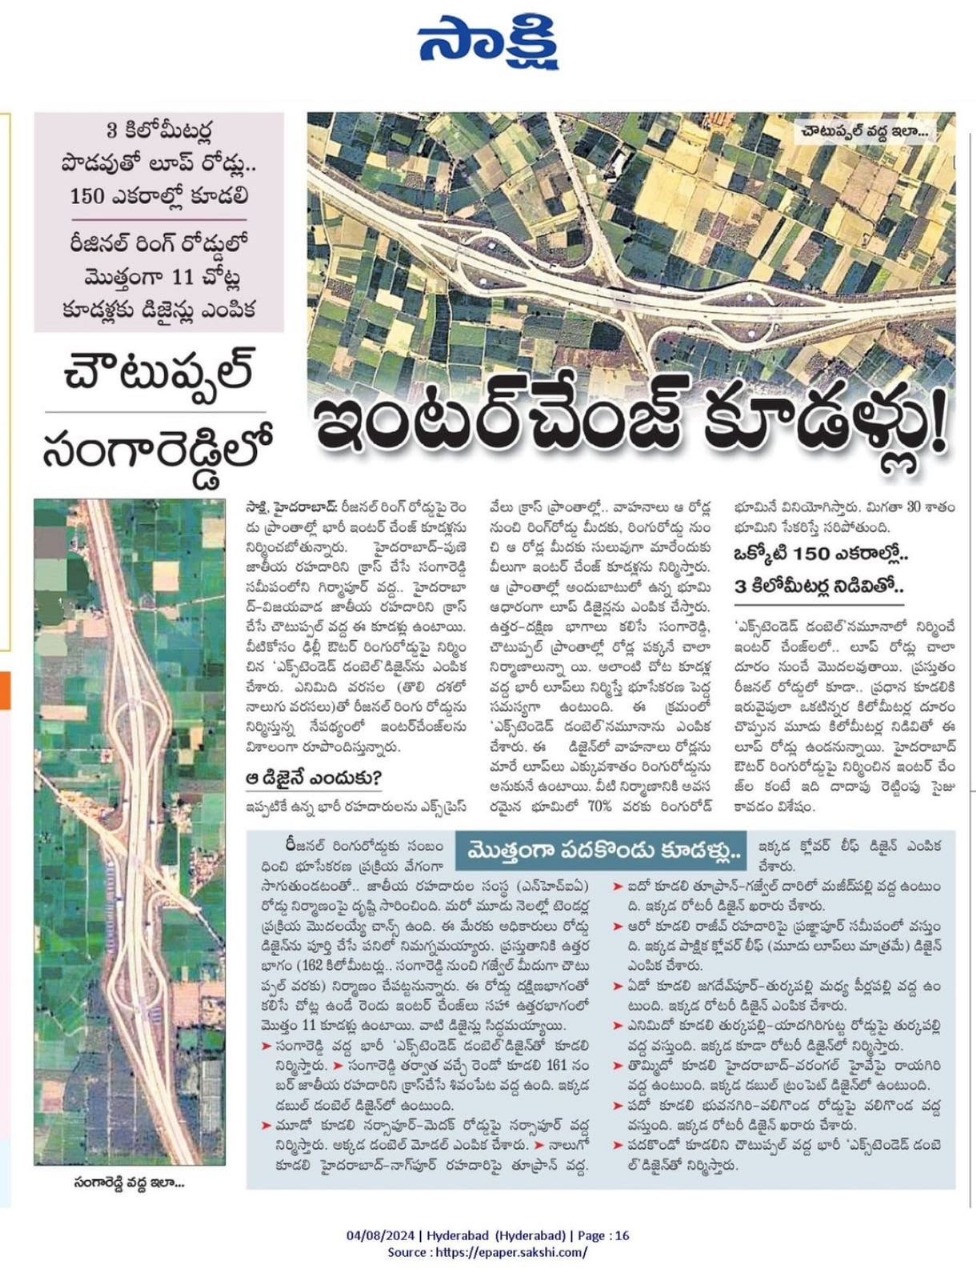 సాక్షి
3 కిలోమీటర్ల
పొడవుతో లూప్ రోడ్లు..
150 ఎకరాల్లో కూడలి
రీజినల్ రింగ్ రోడ్డులో
మొత్తంగా 11 చోట్ల
కూడళ్లకు డిజైన్లు ఎంపిక
చౌటుప్పల్
సంగారెడ్డిలో
చౌటుప్పల్ వద్ద ఇలా...
ఇంటర్‌చేంజ్ కూడళ్లు!
సాక్షి, హైదరాబాద్: రీజనల్ రింగ్ రోడ్డుపై రెం
డు ప్రాంతాల్లో భారీ ఇంటర్ చేంజ్ కూడళ్లను
నిర్మించబోతున్నారు. హైదరాబాద్–పుణె
జాతీయ రహదారిని క్రాస్ చేసే సంగారెడ్డి
సమీపంలోని గిర్మాపూర్ వద్ద.. హైదరాబా
ద్–విజయవాడ జాతీయ రహదారిని క్రాస్
చేసే చౌటుప్పల్ వద్ద ఈ కూడళ్లు ఉంటాయి.
వీటికోసం ఢిల్లీ ఔటర్ రింగురోడ్డుపై నిర్మిం
చిన 'ఎక్స్‌టెండెడ్ డంబెల్'డిజైన్‌ను ఎంపిక
చేశారు. ఎనిమిది వరసల (తొలి దశలో
నాలుగు వరసలు)తో రీజనల్ రింగు రోడ్డును
నిర్మిస్తున్న నేపథ్యంలో ఇంటర్‌చేంజ్‌లను
విశాలంగా రూపొందిస్తున్నారు.
ఆ డిజైనే ఎందుకు?
ఇప్పటికే ఉన్న భారీ రహదారులను ఎక్స్‌ప్రెస్
వేలు క్రాస్ ప్రాంతాల్లో.. వాహనాలు ఆ రోడ్ల
నుంచి రింగ్‌రోడ్డు మీదకు, రింగురోడ్డు నుం
చి ఆ రోడ్ల మీదకు సులువుగా మారేందుకు
వీలుగా ఇంటర్ చేంజ్ కూడళ్లను నిర్మిస్తారు.
ఆ ప్రాంతాల్లో అందుబాటులో ఉన్న భూమి
ఆధారంగా లూప్ డిజైన్లను ఎంపిక చేస్తారు.
ఉత్తర–దక్షిణ భాగాలు కలిసే సంగారెడ్డి,
చౌటుప్పల్ ప్రాంతాల్లో రోడ్ల పక్కనే చాలా
నిర్మాణాలున్నా యి. అలాంటి చోట కూడళ్ల
వద్ద భారీ లూప్‌లు నిర్మిస్తే భూసేకరణ పెద్ద
సమస్యగా ఉంటుంది. ఈ క్రమంలో
'ఎక్స్‌టెండెడ్ డంబెల్'నమూనాను ఎంపిక
చేశారు. ఈ డిజైన్‌లో వాహనాలు రోడ్లను
మారే లూప్‌లు ఎక్కువశాతం రింగురోడ్డును
ఆనుకునే ఉంటాయి. వీటి నిర్మాణానికి అవస
రమైన భూమిలో 70% వరకు రింగురోడ్
భూమినే వినియోగిస్తారు. మిగతా 30 శాతం
భూమిని సేకరిస్తే సరిపోతుంది.
ఒక్కోటి 150 ఎకరాల్లో..
3 కిలోమీటర్ల నిడివితో..
'ఎక్స్‌టెండెడ్ డంబెల్'నమూనాలో నిర్మించే
ఇంటర్ చేంజ్‌లలో.. లూప్ రోడ్లు చాలా
దూరం నుంచే మొదలవుతాయి. ప్రస్తుతం
రీజనల్ రోడ్డులో కూడా.. ప్రధాన కూడలికి
ఇరువైపులా ఒకటిన్నర కిలోమీటర్ల దూరం
చొప్పున మూడు కిలోమీటర్ల నిడివితో ఈ
లూప్ రోడ్లు ఉండనున్నాయి. హైదరాబాద్
ఔటర్ రింగురోడ్డుపై నిర్మించిన ఇంటర్ చేం
జ్‌ల కంటే ఇది దాదాపు రెట్టింపు సైజు
కావడం విశేషం.
సంగారెడ్డి వద్ద ఇలా...
మొత్తంగా పదకొండు కూడళ్లు..
రీజనల్ రింగురోడ్డుకు సంబం
ధించి భూసేకరణ ప్రక్రియ వేగంగా
సాగుతుండటంతో.. జాతీయ రహదారుల సంస్థ (ఎన్‌హెచ్‌ఏఐ)
రోడ్డు నిర్మాణంపై దృష్టి సారించింది. మరో మూడు నెలల్లో టెండర్ల
ప్రక్రియ మొదలయ్యే చాన్స్ ఉంది. ఈ మేరకు అధికారులు రోడ్డు
డిజైన్‌ను పూర్తి చేసే పనిలో నిమగ్నమయ్యారు. ప్రస్తుతానికి ఉత్తర
భాగం (162 కిలోమీటర్లు.. సంగారెడ్డి నుంచి గజ్వేల్ మీదుగా చౌటు
ప్పల్ వరకు) నిర్మాణం చేపట్టనున్నారు. ఈ రోడ్డు దక్షిణభాగంతో
కలిసే చోట్ల ఉండే రెండు ఇంటర్ చేంజ్‌లు సహా ఉత్తరభాగంలో
మొత్తం 11 కూడళ్లు ఉంటాయి. వాటి డిజైన్లు సిద్ధమయ్యాయి.
➤ సంగారెడ్డి వద్ద భారీ 'ఎక్స్‌టెండెడ్ డంబెల్'డిజైన్‌తో కూడలి
నిర్మిస్తారు. ➤ సంగారెడ్డి తర్వాత వచ్చే రెండో కూడలి 161 నం
బర్ జాతీయ రహదారిని క్రాస్‌చేసే శివంపేట వద్ద ఉంది. ఇక్కడ
డబుల్ డంబెల్ డిజైన్‌లో ఉంటుంది.
➤ మూడో కూడలి నర్సాపూర్–మెదక్ రోడ్డుపై నర్సాపూర్ వద్ద
నిర్మిస్తారు. అక్కడ డంబెల్ మోడల్ ఎంపిక చేశారు. ➤ నాలుగో
కూడలి హైదరాబాద్–నాగ్‌పూర్ రహదారిపై తూప్రాన్ వద్ద.
ఇక్కడ క్లోవర్ లీఫ్ డిజైన్ ఎంపిక
చేశారు.
➤ ఐదో కూడలి తూప్రాన్–గజ్వేల్ దారిలో మజీద్‌పల్లి వద్ద ఉంటుం
ది. ఇక్కడ రోటరీ డిజైన్ ఖరారు చేశారు.
➤ ఆరో కూడలి రాజీవ్ రహదారిపై ప్రజ్ఞాపూర్ సమీపంలో వస్తుం
ది. ఇక్కడ పాక్షిక క్లోవర్ లీఫ్ (మూడు లూప్‌లు మాత్రమే) డిజైన్
ఎంపిక చేశారు.
➤ ఏడో కూడలి జగదేవ్‌పూర్–తుర్కపల్లి మధ్య పీర్లపల్లి వద్ద ఉం
టుంది. ఇక్కడ రోటరీ డిజైన్ ఎంపిక చేశారు.
➤ ఎనిమిదో కూడలి తుర్కపల్లి–యాదగిరిగుట్ట రోడ్డుపై తుర్కపల్లి
వద్ద వస్తుంది. ఇక్కడ కూడా రోటరీ డిజైన్‌లో నిర్మిస్తారు.
➤ తొమ్మిదో కూడలి హైదరాబాద్–వరంగల్ హైవేపై రాయగిరి
వద్ద ఉంటుంది. ఇక్కడ డబుల్ ట్రంపెట్ డిజైన్‌లో ఉంటుంది.
➤ పదో కూడలి భువనగిరి–వలిగొండ రోడ్డుపై వలిగొండ వద్ద
వస్తుంది. ఇక్కడ రోటరీ డిజైన్ ఖరారు చేశారు.
➤ పదకొండో కూడలిని చౌటుప్పల్ వద్ద భారీ 'ఎక్స్‌టెండెడ్ డంబె
ల్'డిజైన్‌తో నిర్మిస్తారు.
04/08/2024 | Hyderabad (Hyderabad) | Page : 16
Source : https://epaper.sakshi.com/